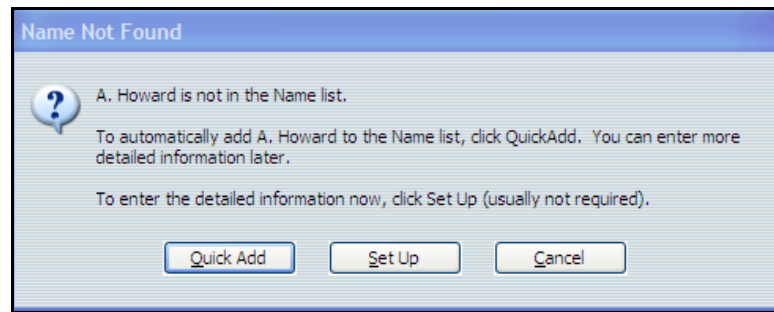 Name Not Found
A. Howard is not in the Name list.
To automatically add A. Howard to the Name list, click QuickAdd. You can enter more
detailed information later.
To enter the detailed information now, click Set Up (usually not required).
Quick Add Set Up Cancel